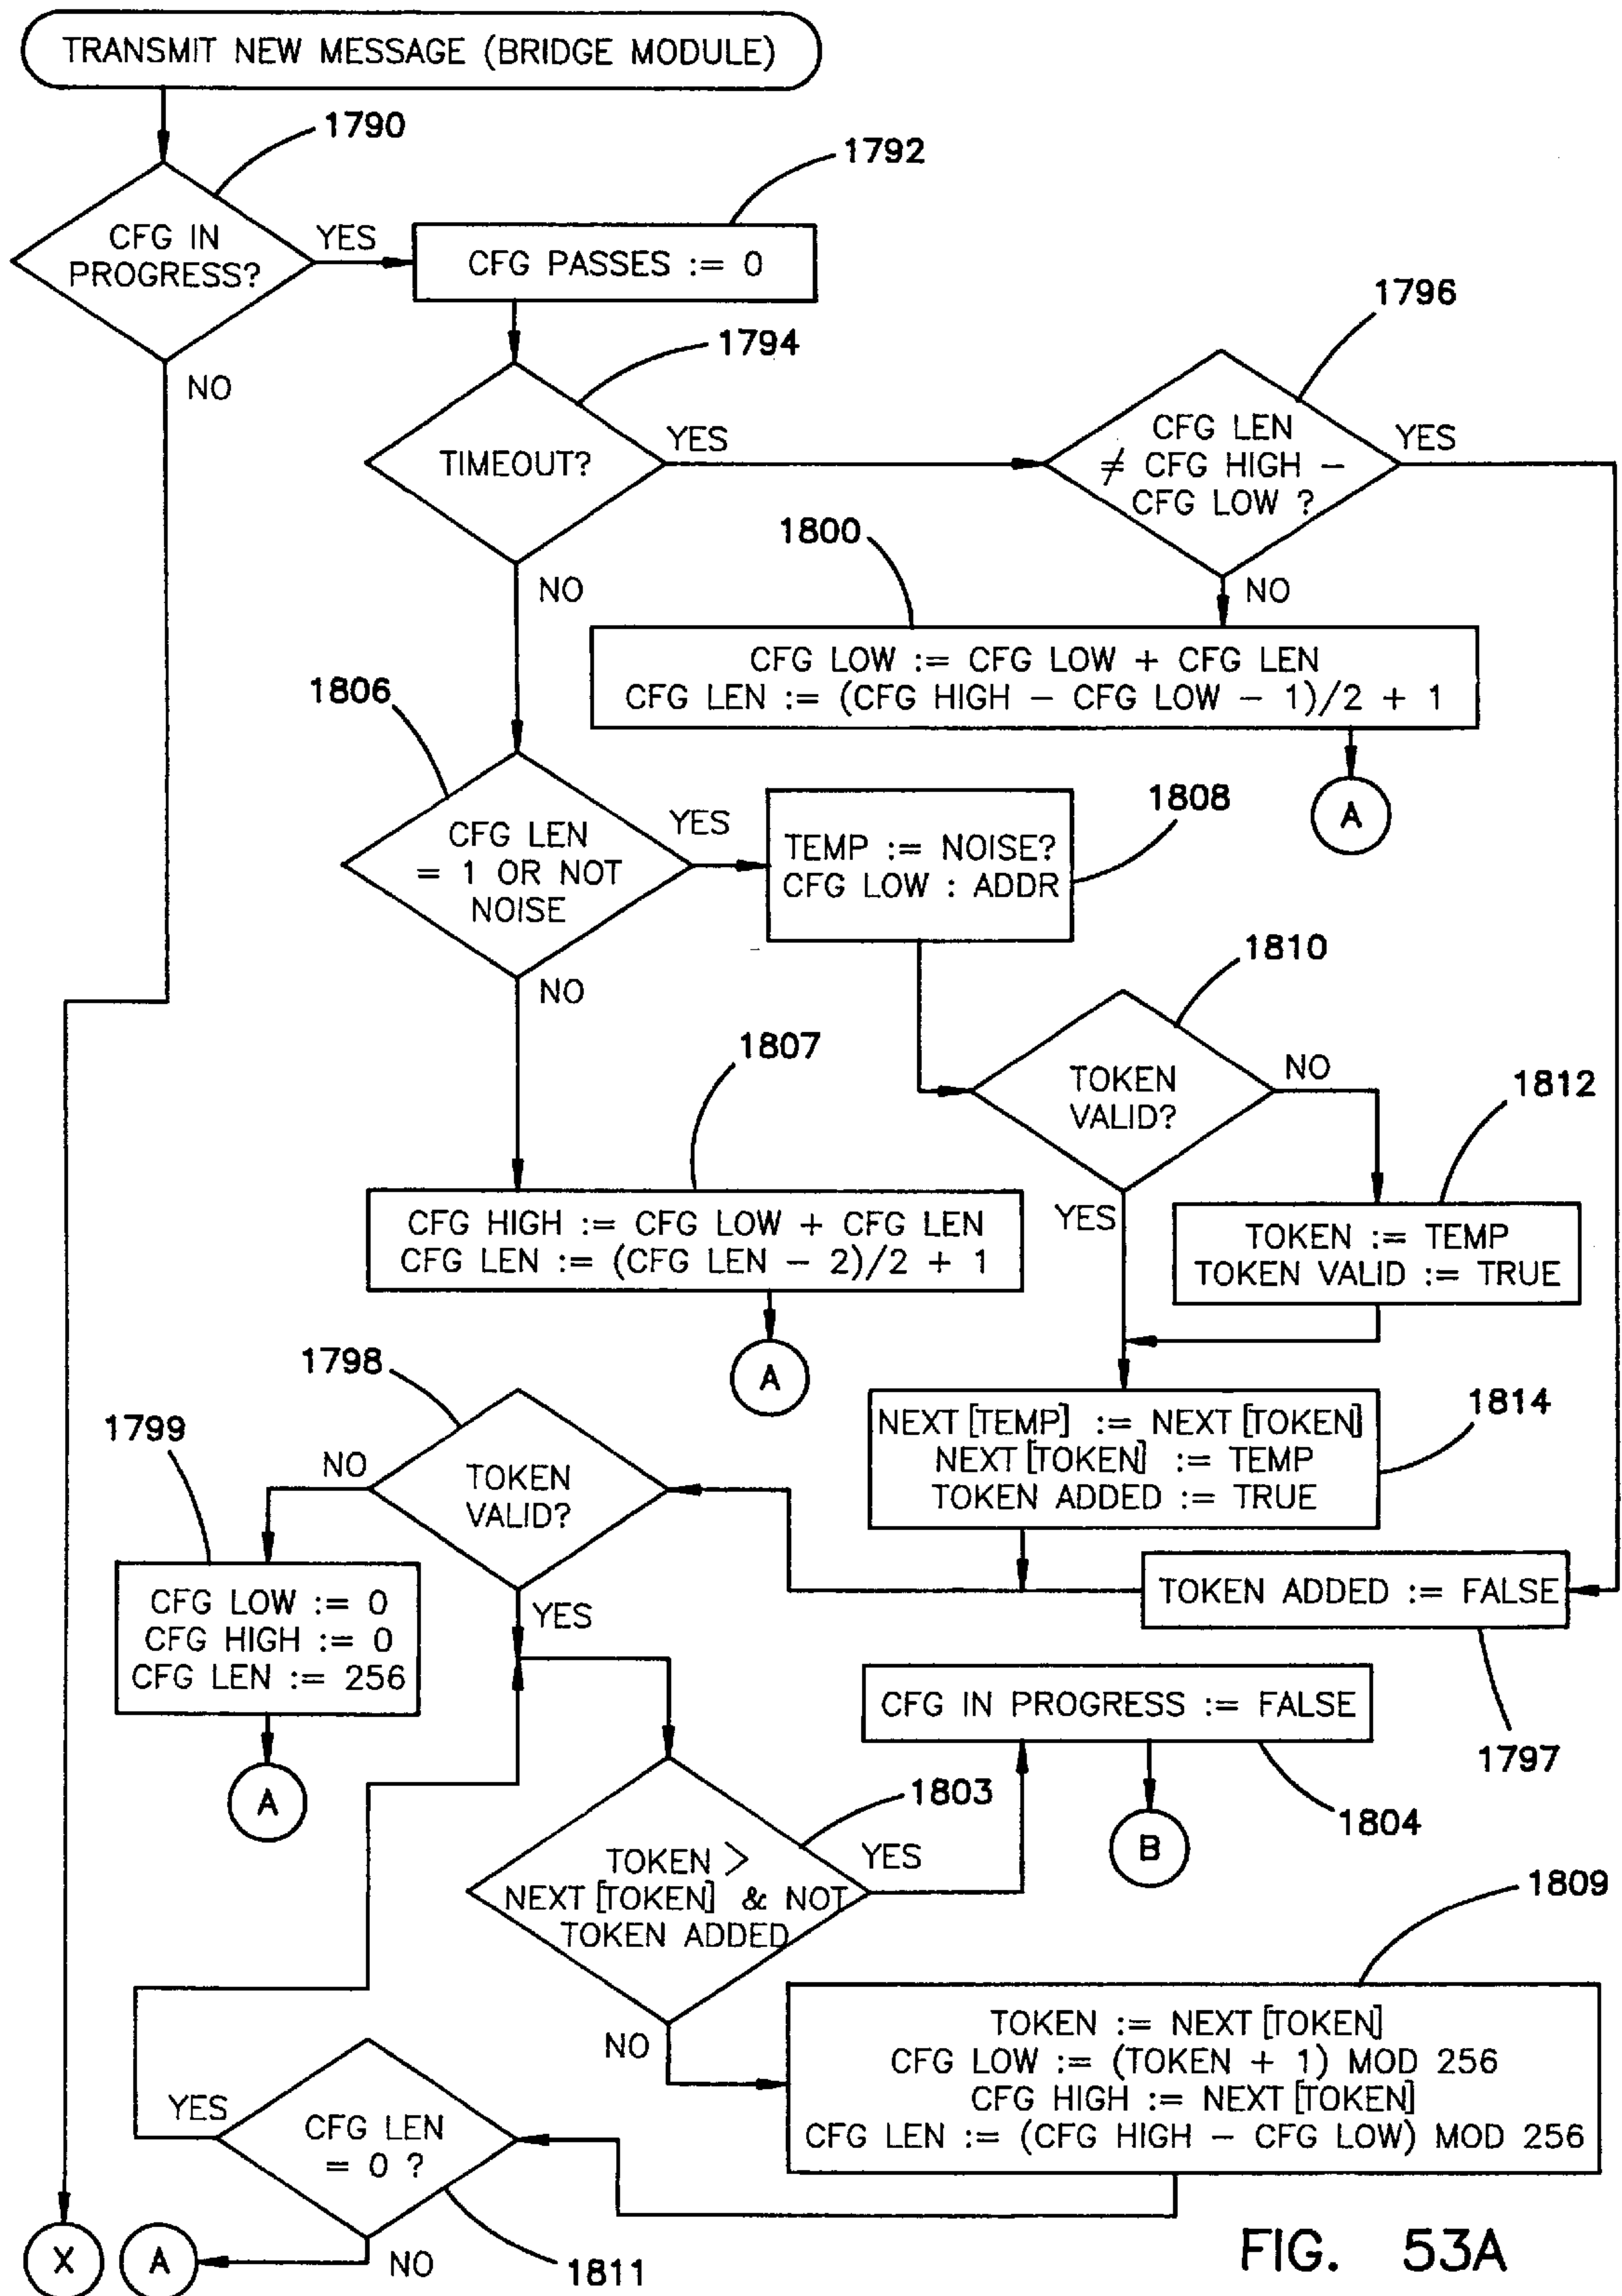 TRANSMIT NEW MESSAGE (BRIDGE MODULE)
1790
CFG IN
PROGRESS?
YES
NO
1792
CFG PASSES := 0
1794
TIMEOUT?
YES
NO
1796
CFG LEN
≠ CFG HIGH –
CFG LOW ?
YES
NO
1800
CFG LOW := CFG LOW + CFG LEN
CFG LEN := (CFG HIGH – CFG LOW – 1)/2 + 1
A
1806
CFG LEN
= 1 OR NOT
NOISE
YES
NO
1808
TEMP := NOISE?
CFG LOW : ADDR
1810
TOKEN
VALID?
NO
YES
1812
TOKEN := TEMP
TOKEN VALID := TRUE
1807
CFG HIGH := CFG LOW + CFG LEN
CFG LEN := (CFG LEN – 2)/2 + 1
A
1814
NEXT [TEMP] := NEXT [TOKEN]
NEXT [TOKEN] := TEMP
TOKEN ADDED := TRUE
1798
TOKEN
VALID?
NO
YES
1799
CFG LOW := 0
CFG HIGH := 0
CFG LEN := 256
A
TOKEN ADDED := FALSE
1797
CFG IN PROGRESS := FALSE
1804
B
1803
TOKEN >
NEXT [TOKEN] & NOT
TOKEN ADDED
YES
NO
1809
TOKEN := NEXT [TOKEN]
CFG LOW := (TOKEN + 1) MOD 256
CFG HIGH := NEXT [TOKEN]
CFG LEN := (CFG HIGH – CFG LOW) MOD 256
CFG LEN
= 0 ?
YES
NO
1811
X
A
FIG. 53A